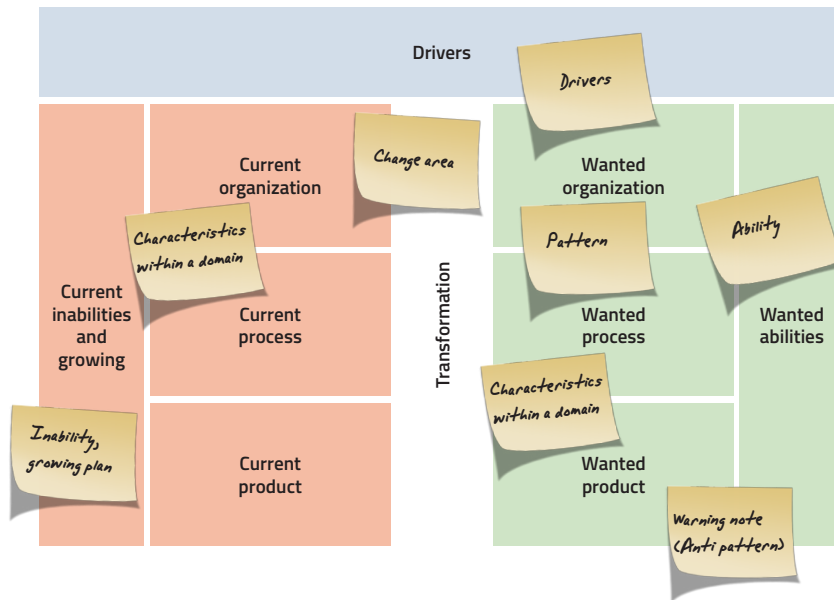 Drivers
Drivers
Current
organization
Change area
Wanted
organization
Characteristics
within a domain
Pattern
Ability
Current
inabilities
and
growing
Current
process
Transformation
Wanted
process
Wanted
abilities
Characteristics
within a domain
Inability,
growing plan
Current
product
Wanted
product
Warning note
(Anti pattern)